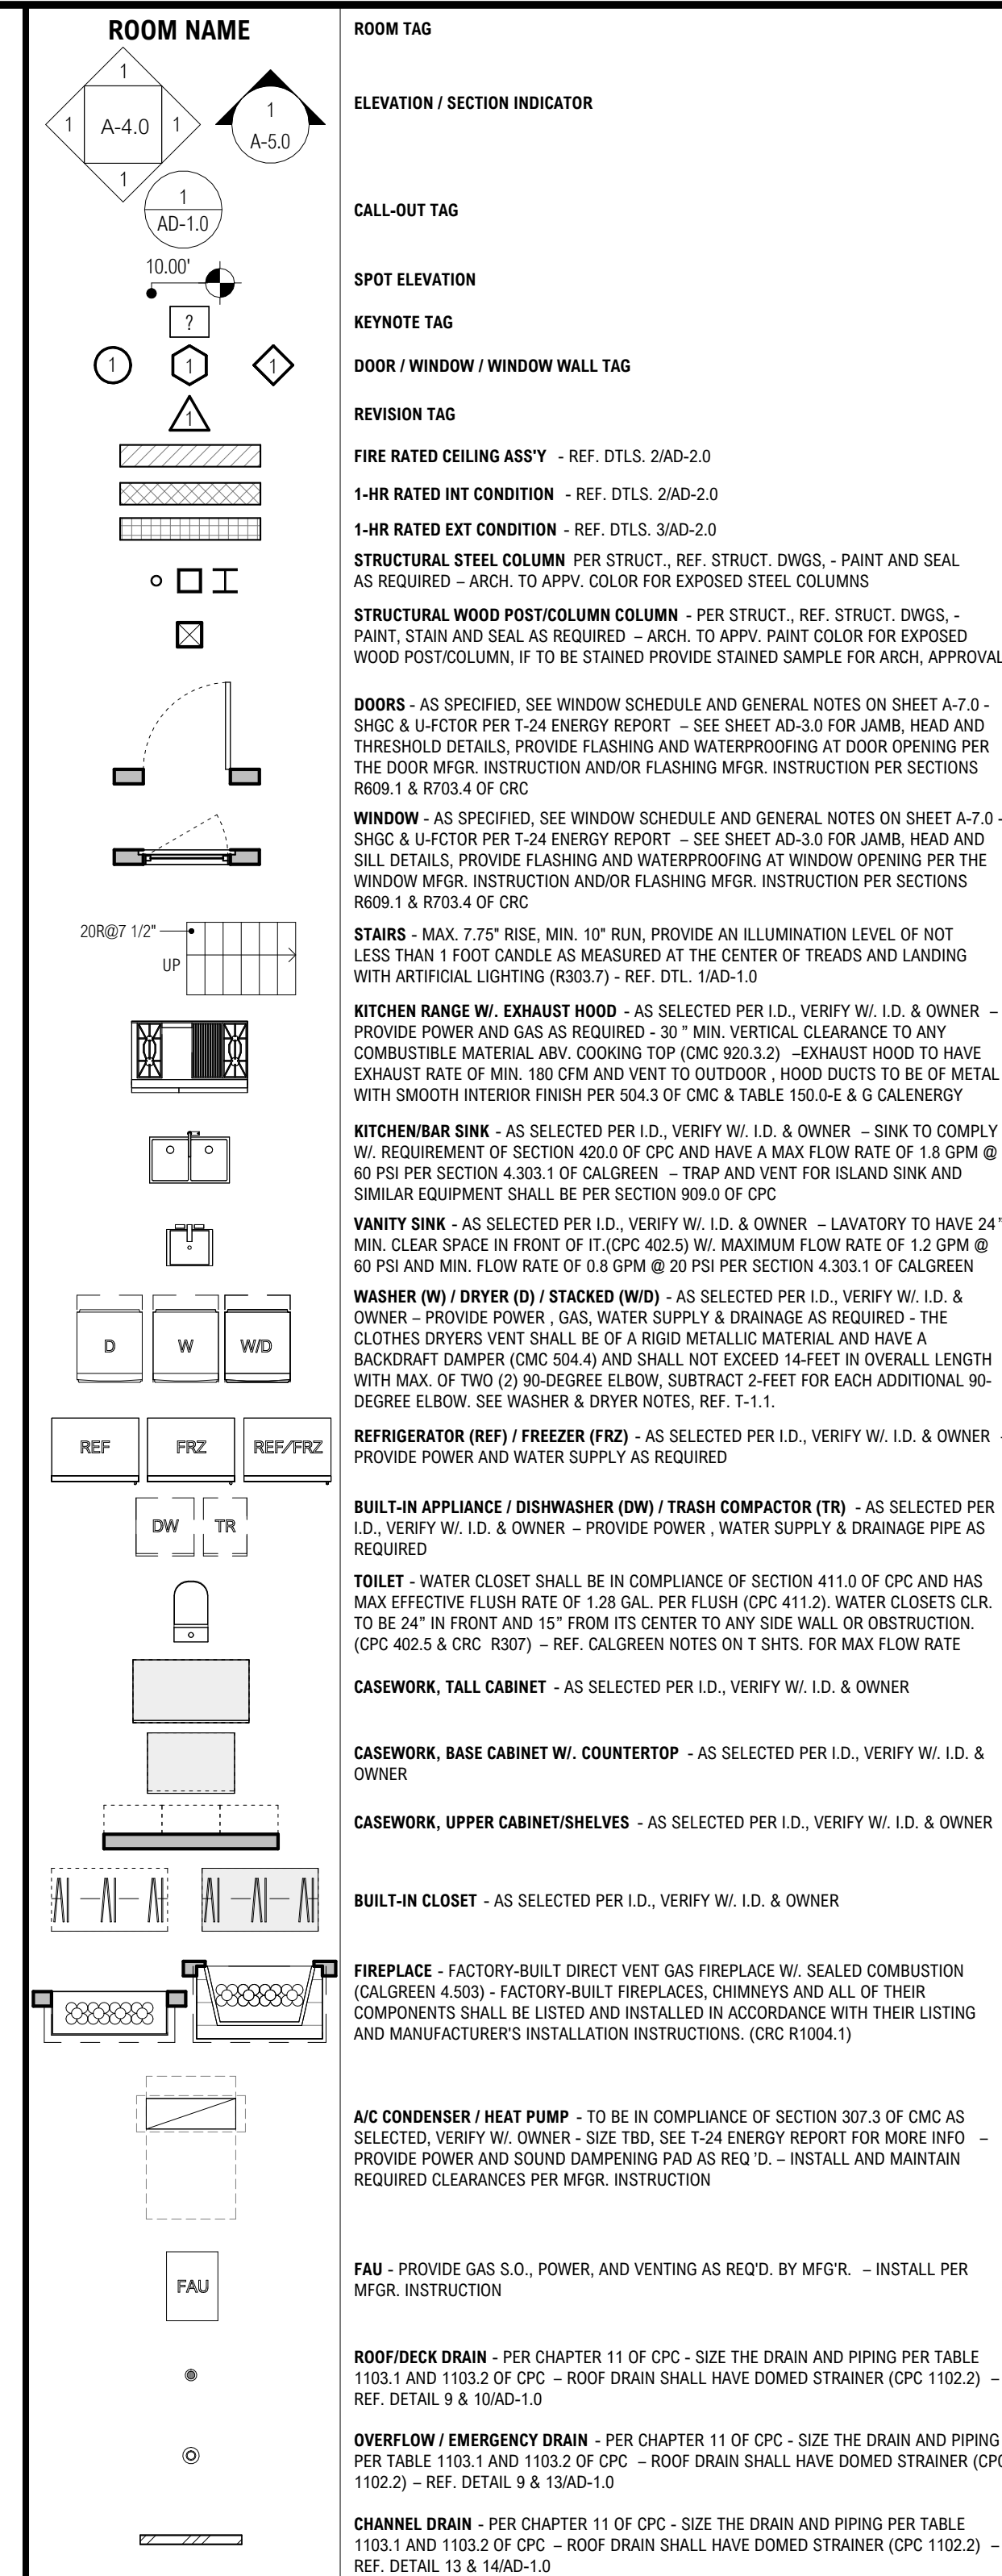 ROOM NAME
ROOM TAG
1
1
A-4.0
1
1
1
A-5.0
ELEVATION / SECTION INDICATOR
1
AD-1.0
CALL-OUT TAG
10.00'
SPOT ELEVATION
?
KEYNOTE TAG
1
1
1
DOOR / WINDOW / WINDOW WALL TAG
1
REVISION TAG
FIRE RATED CEILING ASS'Y - REF. DTLS. 2/AD-2.0
1-HR RATED INT CONDITION - REF. DTLS. 2/AD-2.0
1-HR RATED EXT CONDITION - REF. DTLS. 3/AD-2.0
STRUCTURAL STEEL COLUMN PER STRUCT., REF. STRUCT. DWGS, - PAINT AND SEAL
AS REQUIRED – ARCH. TO APPV. COLOR FOR EXPOSED STEEL COLUMNS
STRUCTURAL WOOD POST/COLUMN COLUMN - PER STRUCT., REF. STRUCT. DWGS, -
PAINT, STAIN AND SEAL AS REQUIRED – ARCH. TO APPV. PAINT COLOR FOR EXPOSED
WOOD POST/COLUMN, IF TO BE STAINED PROVIDE STAINED SAMPLE FOR ARCH, APPROVAL
DOORS - AS SPECIFIED, SEE WINDOW SCHEDULE AND GENERAL NOTES ON SHEET A-7.0 -
SHGC & U-FCTOR PER T-24 ENERGY REPORT – SEE SHEET AD-3.0 FOR JAMB, HEAD AND
THRESHOLD DETAILS, PROVIDE FLASHING AND WATERPROOFING AT DOOR OPENING PER
THE DOOR MFGR. INSTRUCTION AND/OR FLASHING MFGR. INSTRUCTION PER SECTIONS
R609.1 & R703.4 OF CRC
WINDOW - AS SPECIFIED, SEE WINDOW SCHEDULE AND GENERAL NOTES ON SHEET A-7.0 -
SHGC & U-FCTOR PER T-24 ENERGY REPORT – SEE SHEET AD-3.0 FOR JAMB, HEAD AND
SILL DETAILS, PROVIDE FLASHING AND WATERPROOFING AT WINDOW OPENING PER THE
WINDOW MFGR. INSTRUCTION AND/OR FLASHING MFGR. INSTRUCTION PER SECTIONS
R609.1 & R703.4 OF CRC
20R@7 1/2"
UP
STAIRS - MAX. 7.75" RISE, MIN. 10" RUN, PROVIDE AN ILLUMINATION LEVEL OF NOT
LESS THAN 1 FOOT CANDLE AS MEASURED AT THE CENTER OF TREADS AND LANDING
WITH ARTIFICIAL LIGHTING (R303.7) - REF. DTL. 1/AD-1.0
KITCHEN RANGE W/. EXHAUST HOOD - AS SELECTED PER I.D., VERIFY W/. I.D. & OWNER –
PROVIDE POWER AND GAS AS REQUIRED - 30 ” MIN. VERTICAL CLEARANCE TO ANY
COMBUSTIBLE MATERIAL ABV. COOKING TOP (CMC 920.3.2) –EXHAUST HOOD TO HAVE
EXHAUST RATE OF MIN. 180 CFM AND VENT TO OUTDOOR , HOOD DUCTS TO BE OF METAL
WITH SMOOTH INTERIOR FINISH PER 504.3 OF CMC & TABLE 150.0-E & G CALENERGY
KITCHEN/BAR SINK - AS SELECTED PER I.D., VERIFY W/. I.D. & OWNER – SINK TO COMPLY
W/. REQUIREMENT OF SECTION 420.0 OF CPC AND HAVE A MAX FLOW RATE OF 1.8 GPM @
60 PSI PER SECTION 4.303.1 OF CALGREEN – TRAP AND VENT FOR ISLAND SINK AND
SIMILAR EQUIPMENT SHALL BE PER SECTION 909.0 OF CPC
VANITY SINK - AS SELECTED PER I.D., VERIFY W/. I.D. & OWNER – LAVATORY TO HAVE 24”
MIN. CLEAR SPACE IN FRONT OF IT.(CPC 402.5) W/. MAXIMUM FLOW RATE OF 1.2 GPM @
60 PSI AND MIN. FLOW RATE OF 0.8 GPM @ 20 PSI PER SECTION 4.303.1 OF CALGREEN
D
W
W/D
WASHER (W) / DRYER (D) / STACKED (W/D) - AS SELECTED PER I.D., VERIFY W/. I.D. &
OWNER – PROVIDE POWER , GAS, WATER SUPPLY & DRAINAGE AS REQUIRED - THE
CLOTHES DRYERS VENT SHALL BE OF A RIGID METALLIC MATERIAL AND HAVE A
BACKDRAFT DAMPER (CMC 504.4) AND SHALL NOT EXCEED 14-FEET IN OVERALL LENGTH
WITH MAX. OF TWO (2) 90-DEGREE ELBOW, SUBTRACT 2-FEET FOR EACH ADDITIONAL 90-
DEGREE ELBOW. SEE WASHER & DRYER NOTES, REF. T-1.1.
REF
FRZ
REF/FRZ
REFRIGERATOR (REF) / FREEZER (FRZ) - AS SELECTED PER I.D., VERIFY W/. I.D. & OWNER -
PROVIDE POWER AND WATER SUPPLY AS REQUIRED
DW
TR
BUILT-IN APPLIANCE / DISHWASHER (DW) / TRASH COMPACTOR (TR) - AS SELECTED PER
I.D., VERIFY W/. I.D. & OWNER – PROVIDE POWER , WATER SUPPLY & DRAINAGE PIPE AS
REQUIRED
TOILET - WATER CLOSET SHALL BE IN COMPLIANCE OF SECTION 411.0 OF CPC AND HAS
MAX EFFECTIVE FLUSH RATE OF 1.28 GAL. PER FLUSH (CPC 411.2). WATER CLOSETS CLR.
TO BE 24” IN FRONT AND 15” FROM ITS CENTER TO ANY SIDE WALL OR OBSTRUCTION.
(CPC 402.5 & CRC R307) – REF. CALGREEN NOTES ON T SHTS. FOR MAX FLOW RATE
CASEWORK, TALL CABINET - AS SELECTED PER I.D., VERIFY W/. I.D. & OWNER
CASEWORK, BASE CABINET W/. COUNTERTOP - AS SELECTED PER I.D., VERIFY W/. I.D. &
OWNER
CASEWORK, UPPER CABINET/SHELVES - AS SELECTED PER I.D., VERIFY W/. I.D. & OWNER
BUILT-IN CLOSET - AS SELECTED PER I.D., VERIFY W/. I.D. & OWNER
FIREPLACE - FACTORY-BUILT DIRECT VENT GAS FIREPLACE W/. SEALED COMBUSTION
(CALGREEN 4.503) - FACTORY-BUILT FIREPLACES, CHIMNEYS AND ALL OF THEIR
COMPONENTS SHALL BE LISTED AND INSTALLED IN ACCORDANCE WITH THEIR LISTING
AND MANUFACTURER'S INSTALLATION INSTRUCTIONS. (CRC R1004.1)
A/C CONDENSER / HEAT PUMP - TO BE IN COMPLIANCE OF SECTION 307.3 OF CMC AS
SELECTED, VERIFY W/. OWNER - SIZE TBD, SEE T-24 ENERGY REPORT FOR MORE INFO –
PROVIDE POWER AND SOUND DAMPENING PAD AS REQ 'D. – INSTALL AND MAINTAIN
REQUIRED CLEARANCES PER MFGR. INSTRUCTION
FAU
FAU - PROVIDE GAS S.O., POWER, AND VENTING AS REQ'D. BY MFG'R. – INSTALL PER
MFGR. INSTRUCTION
ROOF/DECK DRAIN - PER CHAPTER 11 OF CPC - SIZE THE DRAIN AND PIPING PER TABLE
1103.1 AND 1103.2 OF CPC – ROOF DRAIN SHALL HAVE DOMED STRAINER (CPC 1102.2) –
REF. DETAIL 9 & 10/AD-1.0
OVERFLOW / EMERGENCY DRAIN - PER CHAPTER 11 OF CPC - SIZE THE DRAIN AND PIPING
PER TABLE 1103.1 AND 1103.2 OF CPC – ROOF DRAIN SHALL HAVE DOMED STRAINER (CPC
1102.2) – REF. DETAIL 9 & 13/AD-1.0
CHANNEL DRAIN - PER CHAPTER 11 OF CPC - SIZE THE DRAIN AND PIPING PER TABLE
1103.1 AND 1103.2 OF CPC – ROOF DRAIN SHALL HAVE DOMED STRAINER (CPC 1102.2) –
REF. DETAIL 13 & 14/AD-1.0